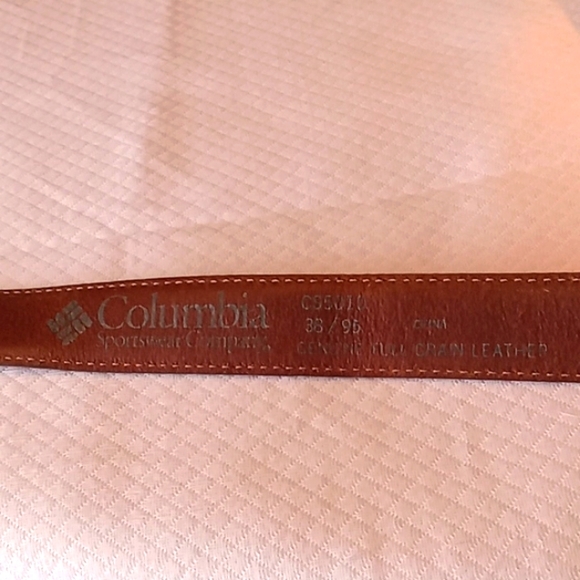 Columbia
Sportswear Company
38/95 CHINA
GENUINE FULL GRAIN LEATHER